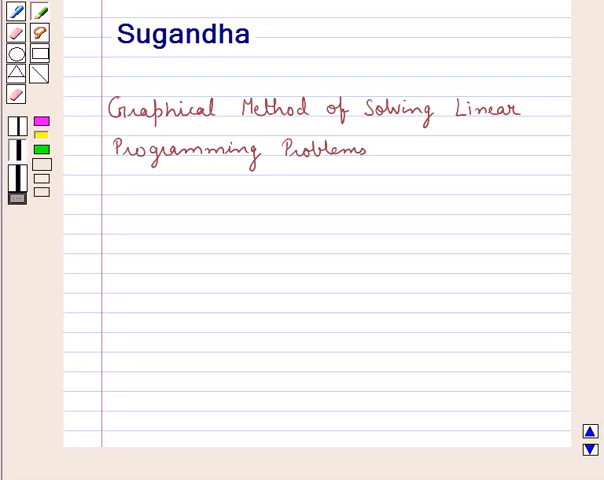 Sugandha
Graphical Method of Solving Linear
Programming Problems